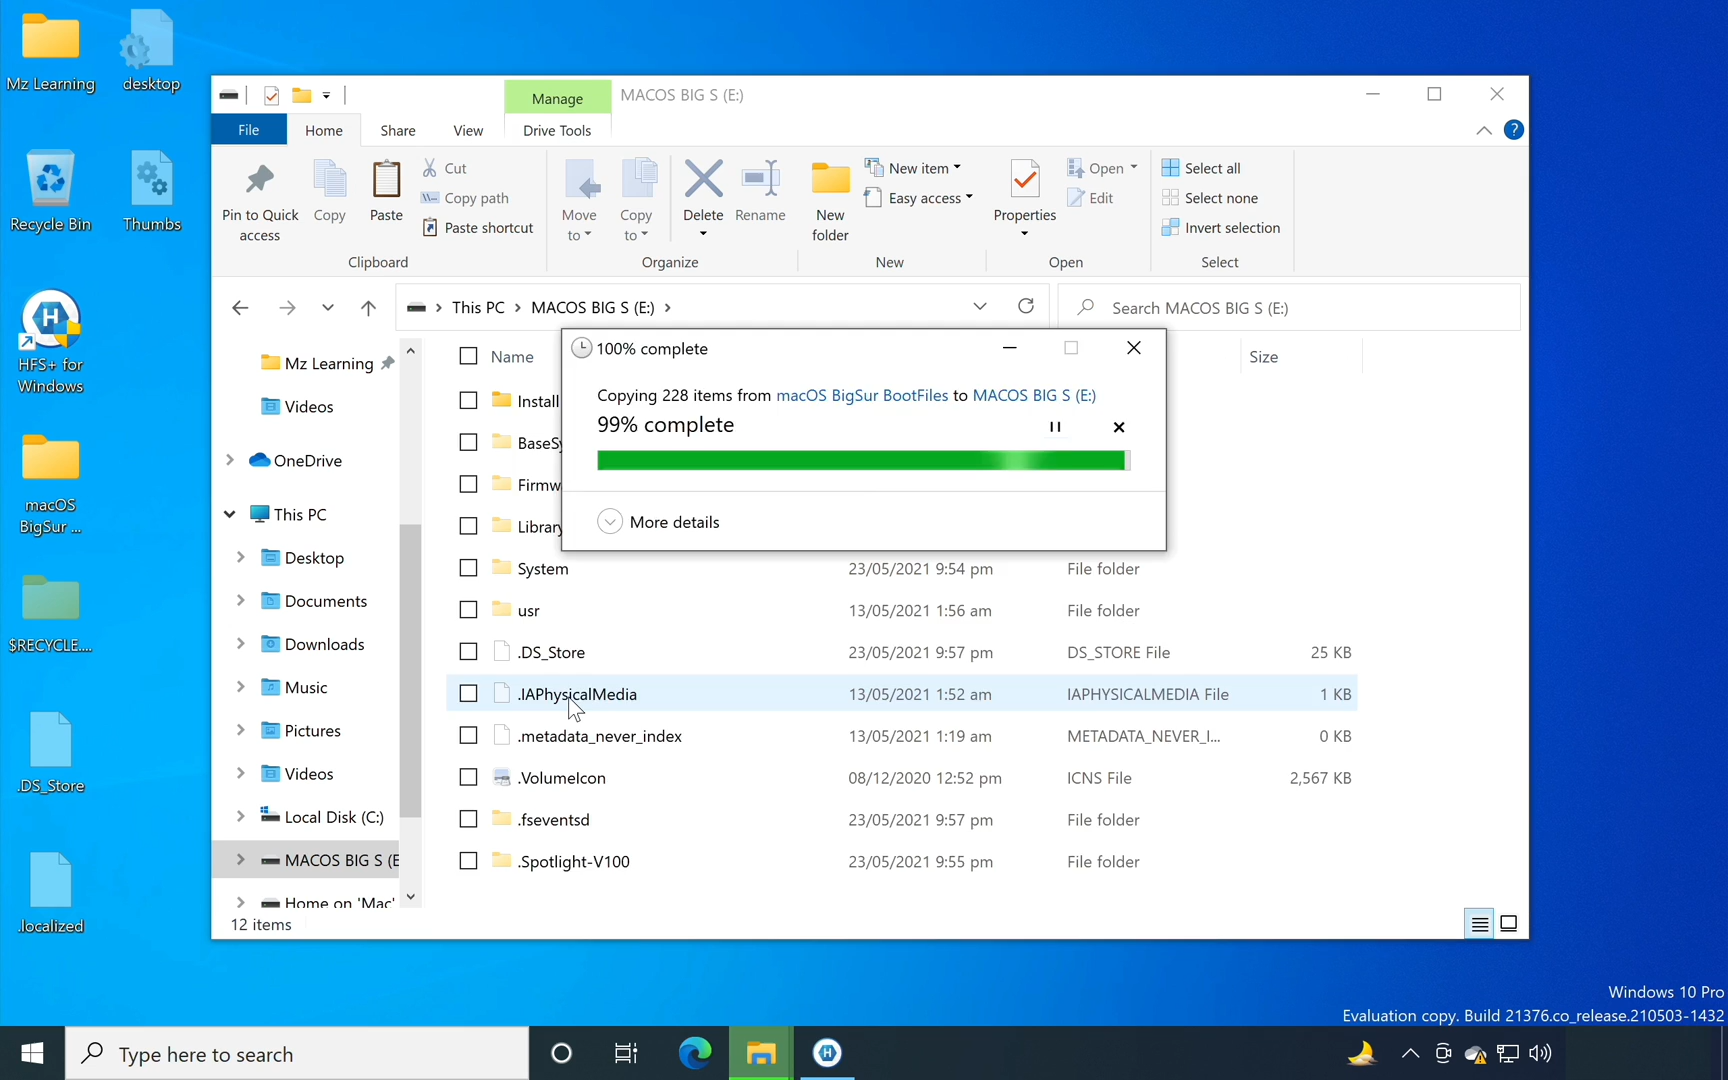 Mz Learning
desktop
Recycle Bin
Thumbs
HFS+ for
Windows
macOS
BigSur ...
$RECYCLE....
.DS_Store
.localized
Manage
MACOS BIG S (E:)
File
Home
Share
View
Drive Tools
Pin to Quick
access
Copy
Paste
Cut
Copy path
Paste shortcut
Clipboard
Move
to
Copy
to
Delete
Rename
Organize
New
folder
New item
Easy access
New
Properties
Open
Edit
Open
Select all
Select none
Invert selection
Select
This PC
MACOS BIG S (E:)
Search MACOS BIG S (E:)
Mz Learning
Videos
OneDrive
This PC
Desktop
Documents
Downloads
Music
Pictures
Videos
Local Disk (C:)
MACOS BIG S (E
Home on 'Mac'
Name
Size
Install
BaseSy
Firmw
Library
System 23/05/2021 9:54 pm File folder
usr 13/05/2021 1:56 am File folder
.DS_Store 23/05/2021 9:57 pm DS_STORE File 25 KB
.IAPhysicalMedia 13/05/2021 1:52 am IAPHYSICALMEDIA File 1 KB
.metadata_never_index 13/05/2021 1:19 am METADATA_NEVER_I... 0 KB
.VolumeIcon 08/12/2020 12:52 pm ICNS File 2,567 KB
.fseventsd 23/05/2021 9:57 pm File folder
.Spotlight-V100 23/05/2021 9:55 pm File folder
100% complete
Copying 228 items from macOS BigSur BootFiles to MACOS BIG S (E:)
99% complete
More details
12 items
Windows 10 Pro
Evaluation copy. Build 21376.co_release.210503-1432
Type here to search